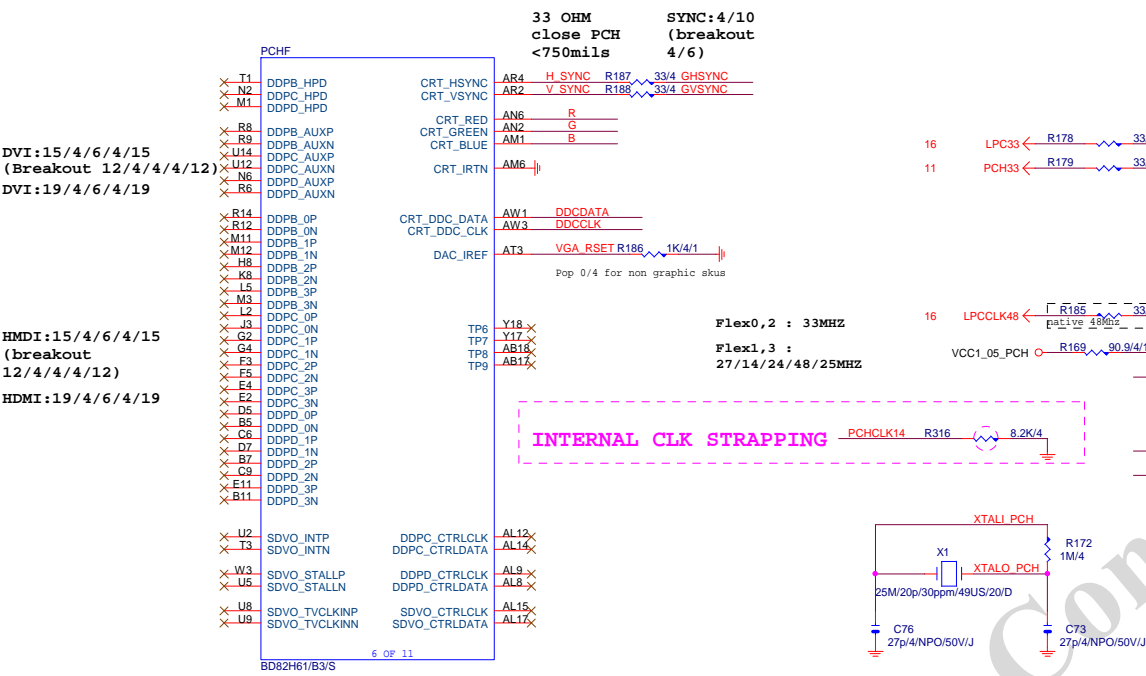 33 OHM
close PCH
<750mils
SYNC:4/10
(breakout
4/6)
PCHF
T1 DDPB_HPD
N2 DDPC_HPD
M1 DDPD_HPD
R8 DDPB_AUXP
R9 DDPB_AUXN
U14 DDPC_AUXP
U12 DDPC_AUXN
N6 DDPD_AUXP
R6 DDPD_AUXN
DVI:15/4/6/4/15
(Breakout 12/4/4/4/12)
DVI:19/4/6/4/19
R14 DDPB_0P
R12 DDPB_0N
M11 DDPB_1P
M12 DDPB_1N
H8 DDPB_2P
K8 DDPB_2N
L5 DDPB_3P
M3 DDPB_3N
L2 DDPC_0P
J3 DDPC_0N
G2 DDPC_1P
G4 DDPC_1N
F3 DDPC_2P
F5 DDPC_2N
E4 DDPC_3P
E2 DDPC_3N
D5 DDPD_0P
B5 DDPD_0N
C6 DDPD_1P
D7 DDPD_1N
B7 DDPD_2P
C9 DDPD_2N
E11 DDPD_3P
B11 DDPD_3N
HMDI:15/4/6/4/15
(breakout
12/4/4/4/12)
HDMI:19/4/6/4/19
U2 SDVO_INTP
T3 SDVO_INTN
W3 SDVO_STALLP
U5 SDVO_STALLN
U8 SDVO_TVCLKINP
U9 SDVO_TVCLKINN
CRT_HSYNC AR4 H_SYNC R187 33/4 GHSYNC
CRT_VSYNC AR2 V_SYNC R188 33/4 GVSYNC
CRT_RED AN6 R
CRT_GREEN AN2 G
CRT_BLUE AM1 B
CRT_IRTN AM6
CRT_DDC_DATA AW1 DDCDATA
CRT_DDC_CLK AW3 DDCCLK
DAC_IREF AT3 VGA_RSET R186 1K/4/1
Pop 0/4 for non graphic skus
TP6 Y18
TP7 Y17
TP8 AB18
TP9 AB17
DDPC_CTRLCLK AL12
DDPC_CTRLDATA AL14
DDPD_CTRLCLK AL9
DDPD_CTRLDATA AL8
SDVO_CTRLCLK AL15
SDVO_CTRLDATA AL17
6 OF 11
BD82H61/B3/S
16 LPC33 R178 33
11 PCH33 R179 33
Flex0,2 : 33MHZ
Flex1,3 :
27/14/24/48/25MHZ
16 LPCCLK48 R185 33
native 48Mhz
VCC1_05_PCH R169 90.9/4/1
INTERNAL CLK STRAPPING PCHCLK14 R316 8.2K/4
XTALI_PCH
R172
1M/4
X1
XTALO_PCH
25M/20p/30ppm/49US/20/D
C76
27p/4/NPO/50V/J
C73
27p/4/NPO/50V/J
Con